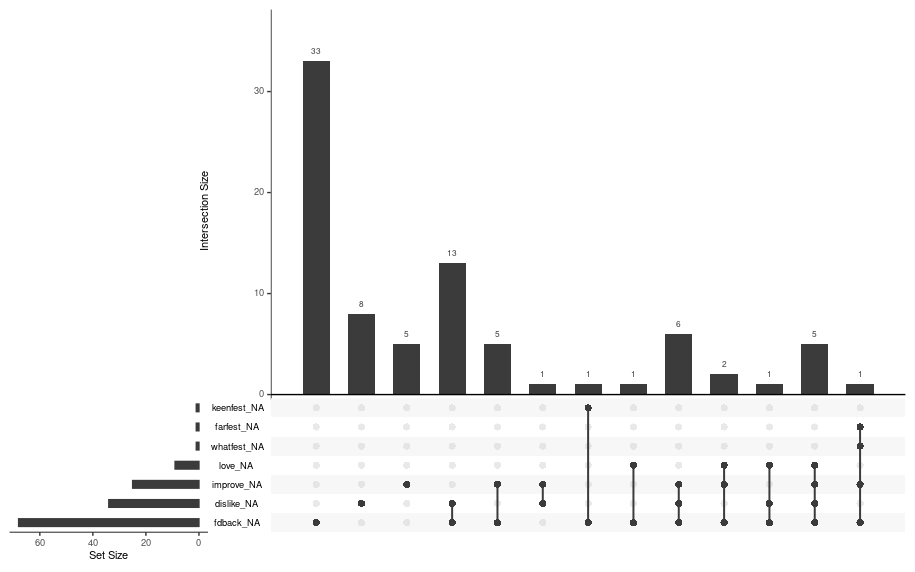 33
30
20
10
0
Intersection Size
8
5
13
5
1
1
1
6
2
1
5
1
keenfest_NA
farfest_NA
whatfest_NA
love_NA
improve_NA
dislike_NA
fdback_NA
60 40 20 0
Set Size